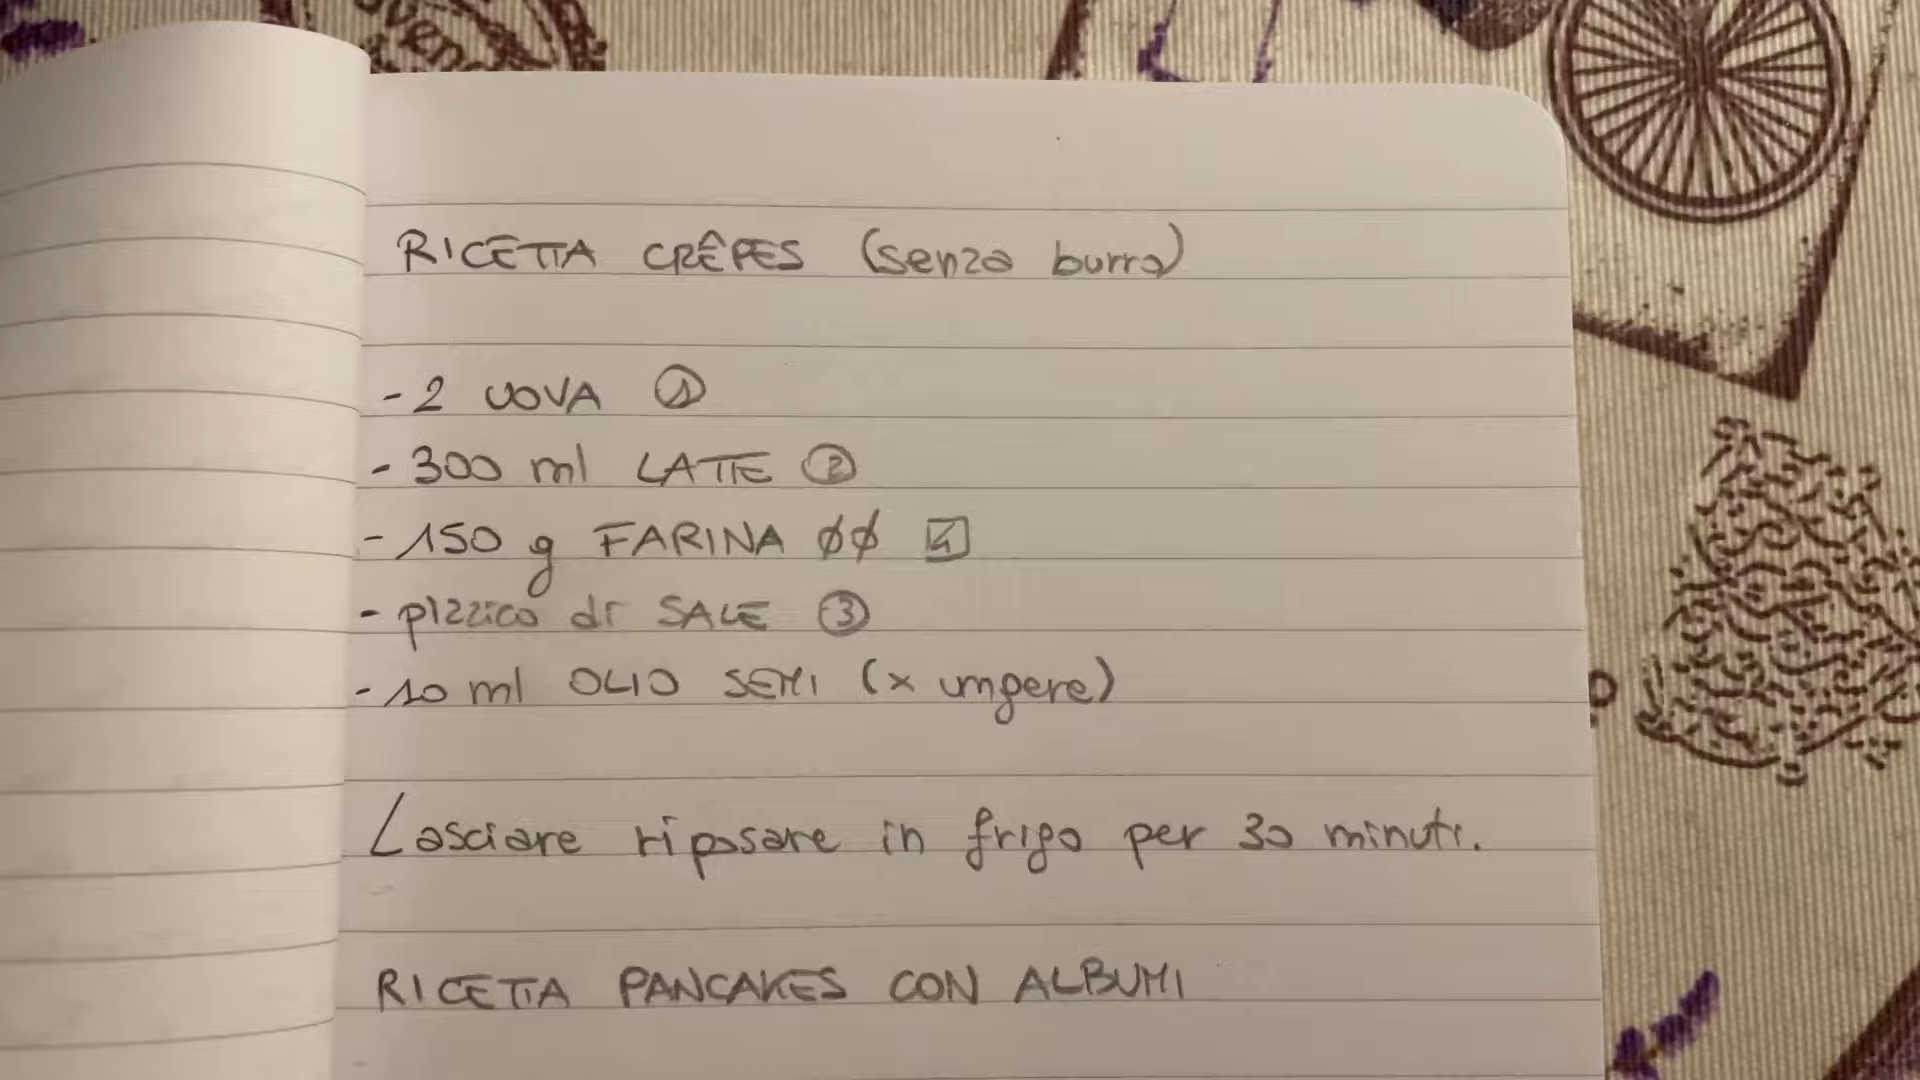 ven
RICETTA CRÊPES (senza burro)
- 2 UOVA ①
- 300 ml LATTE ②
- 150 g FARINA 00 4
- pizzico di SALE ③
- 10 ml OLIO SEMI (x ungere)
Lasciare riposare in frigo per 30 minuti.
RICETTA PANCAKES CON ALBUMI